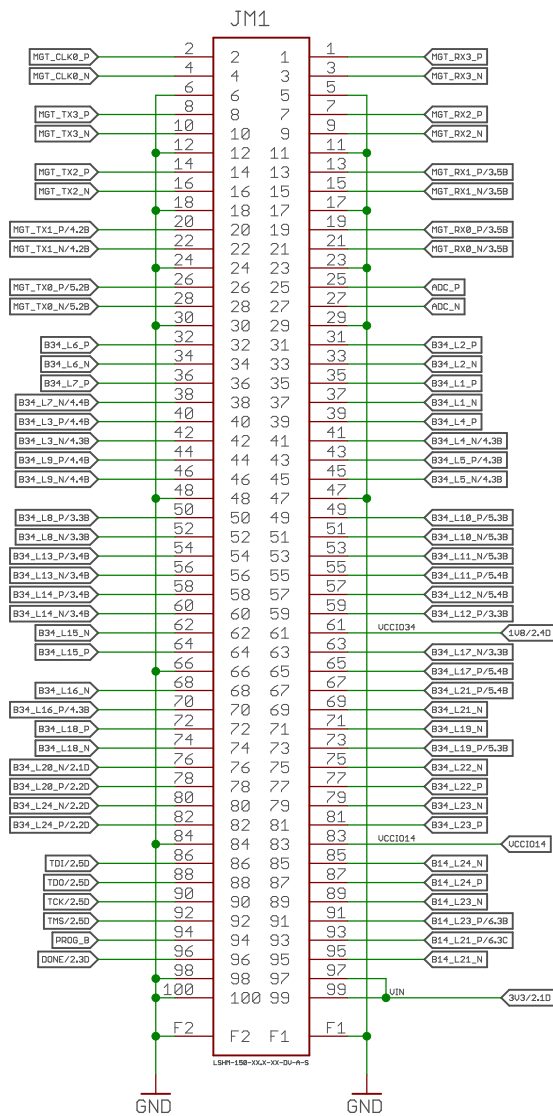 JM1
MGT_CLK0_P 2 2 1 1 MGT_RX3_P
MGT_CLK0_N 4 4 3 3 MGT_RX3_N
6 6 5 5
MGT_TX3_P 8 8 7 7 MGT_RX2_P
MGT_TX3_N 10 10 9 9 MGT_RX2_N
12 12 11 11
MGT_TX2_P 14 14 13 13 MGT_RX1_P/3.5B
MGT_TX2_N 16 16 15 15 MGT_RX1_N/3.5B
18 18 17 17
MGT_TX1_P/4.2B 20 20 19 19 MGT_RX0_P/3.5B
MGT_TX1_N/4.2B 22 22 21 21 MGT_RX0_N/3.5B
24 24 23 23
MGT_TX0_P/5.2B 26 26 25 25 ADC_P
MGT_TX0_N/5.2B 28 28 27 27 ADC_N
30 30 29 29
B34_L6_P 32 32 31 31 B34_L2_P
B34_L6_N 34 34 33 33 B34_L2_N
B34_L7_P 36 36 35 35 B34_L1_P
B34_L7_N/4.4B 38 38 37 37 B34_L1_N
B34_L3_P/4.4B 40 40 39 39 B34_L4_P
B34_L3_N/4.3B 42 42 41 41 B34_L4_N/4.3B
B34_L9_P/4.4B 44 44 43 43 B34_L5_P/4.3B
B34_L9_N/4.4B 46 46 45 45 B34_L5_N/4.3B
48 48 47 47
B34_L8_P/3.3B 50 50 49 49 B34_L10_P/5.3B
B34_L8_N/3.3B 52 52 51 51 B34_L10_N/5.3B
B34_L13_P/3.4B 54 54 53 53 B34_L11_N/5.3B
B34_L13_N/3.4B 56 56 55 55 B34_L11_P/5.4B
B34_L14_P/3.4B 58 58 57 57 B34_L12_N/5.4B
B34_L14_N/3.4B 60 60 59 59 B34_L12_P/3.3B
B34_L15_N 62 62 61 61 VCCIO34 1V8/2.4D
B34_L15_P 64 64 63 63 B34_L17_N/3.3B
66 66 65 65 B34_L17_P/5.4B
B34_L16_N 68 68 67 67 B34_L21_P/5.4B
B34_L16_P/4.3B 70 70 69 69 B34_L21_N
B34_L18_P 72 72 71 71 B34_L19_N
B34_L18_N 74 74 73 73 B34_L19_P/5.3B
B34_L20_N/2.1D 76 76 75 75 B34_L22_N
B34_L20_P/2.2D 78 78 77 77 B34_L22_P
B34_L24_N/2.2D 80 80 79 79 B34_L23_N
B34_L24_P/2.2D 82 82 81 81 B34_L23_P
84 84 83 83 VCCIO14 VCCIO14
TDI/2.5D 86 86 85 85 B14_L24_N
TDO/2.5D 88 88 87 87 B14_L24_P
TCK/2.5D 90 90 89 89 B14_L23_N
TMS/2.5D 92 92 91 91 B14_L23_P/6.3B
PROG_B 94 94 93 93 B14_L21_P/6.3C
DONE/2.3D 96 96 95 95 B14_L21_N
98 98 97 97
100 100 99 99 VIN 3V3/2.1D
F2 F2 F1 F1
LSHM-150-XX.X-XX-DV-A-S
GND GND